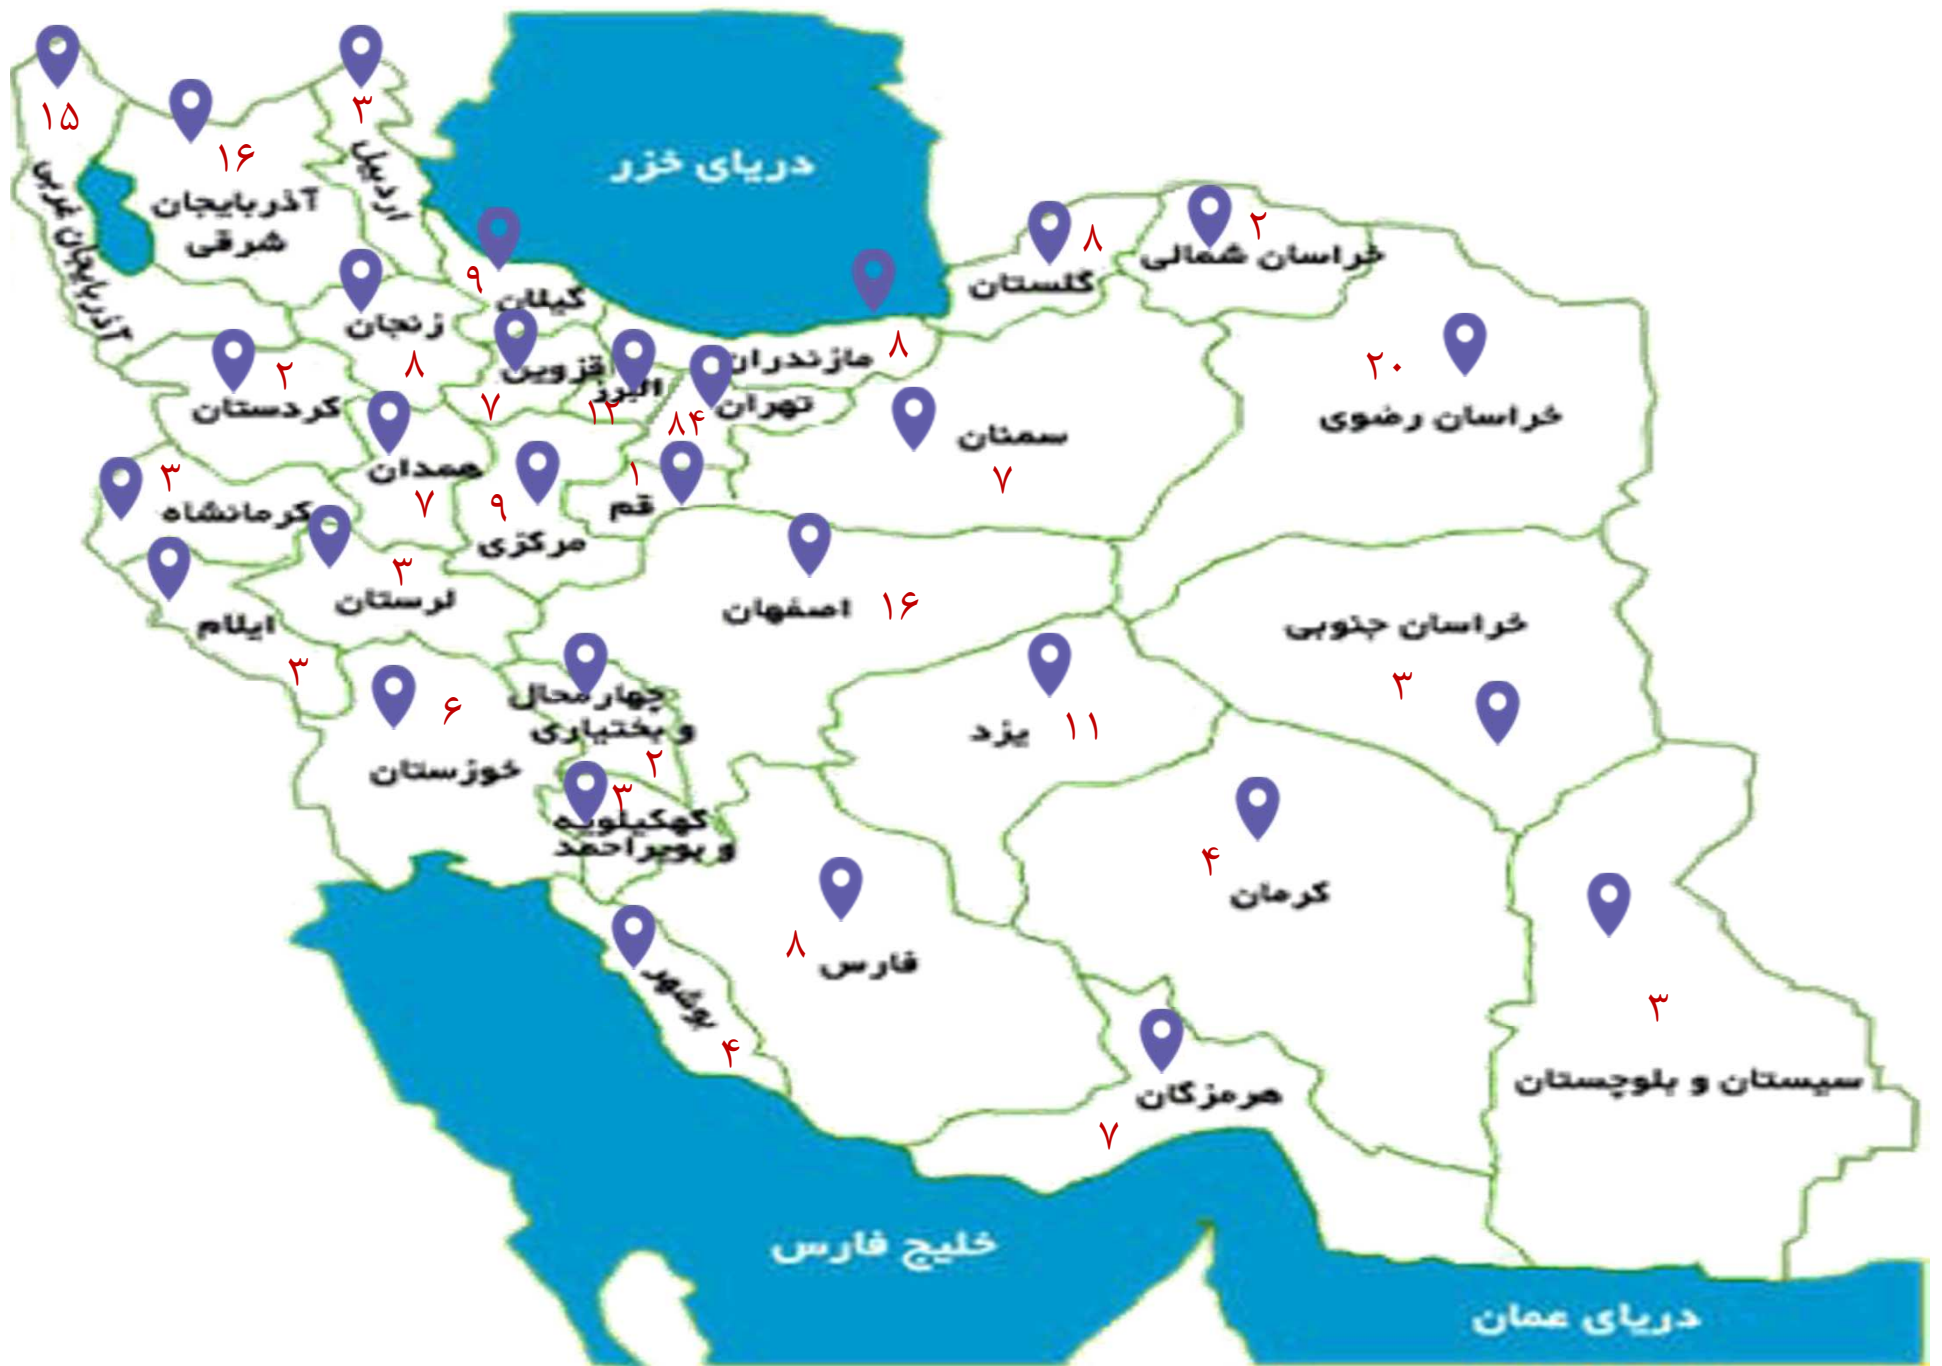 ۱۵
۳
۱۶
دریای خزر
اردبیل
آذربایجان غربی
آذربایجان
شرقی
۹
گیلان
زنجان
۸
۸
گلستان
۲
خراسان شمالی
۲
کردستان
قزوین
۷
البرز
۱۲
مازندران
۸
تهران
۸۴
سمنان
۷
۲۰
خراسان رضوی
۳
کرمانشاه
همدان
۷
۹
مرکزی
۱
قم
۳
لرستان
ایلام
۳
اصفهان ۱۶
خراسان جنوبی
۳
۶
خوزستان
چهارمحال
و بختیاری
۲
۳
کهکیلویه
و بویراحمد
یزد ۱۱
۴
کرمان
۸
فارس
بوشهر
۴
۳
سیستان و بلوچستان
هرمزگان
۷
خلیج فارس
دریای عمان